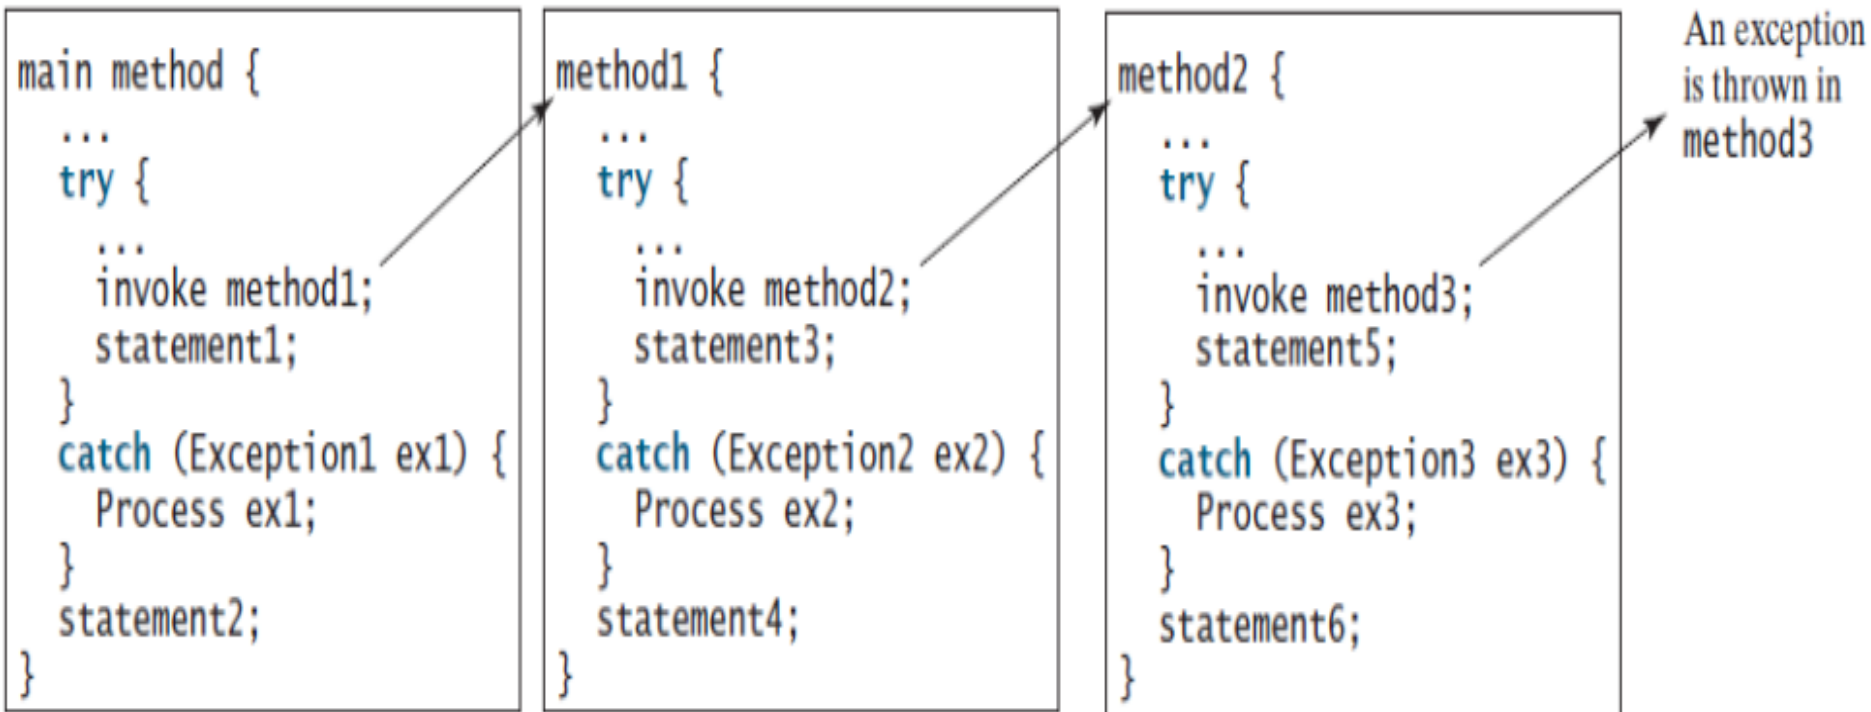 main method {
...
try {
...
invoke method1;
statement1;
}
catch (Exception1 ex1) {
Process ex1;
}
statement2;
}
method1 {
...
try {
...
invoke method2;
statement3;
}
catch (Exception2 ex2) {
Process ex2;
}
statement4;
}
method2 {
...
try {
...
invoke method3;
statement5;
}
catch (Exception3 ex3) {
Process ex3;
}
statement6;
}
An exception
is thrown in
method3